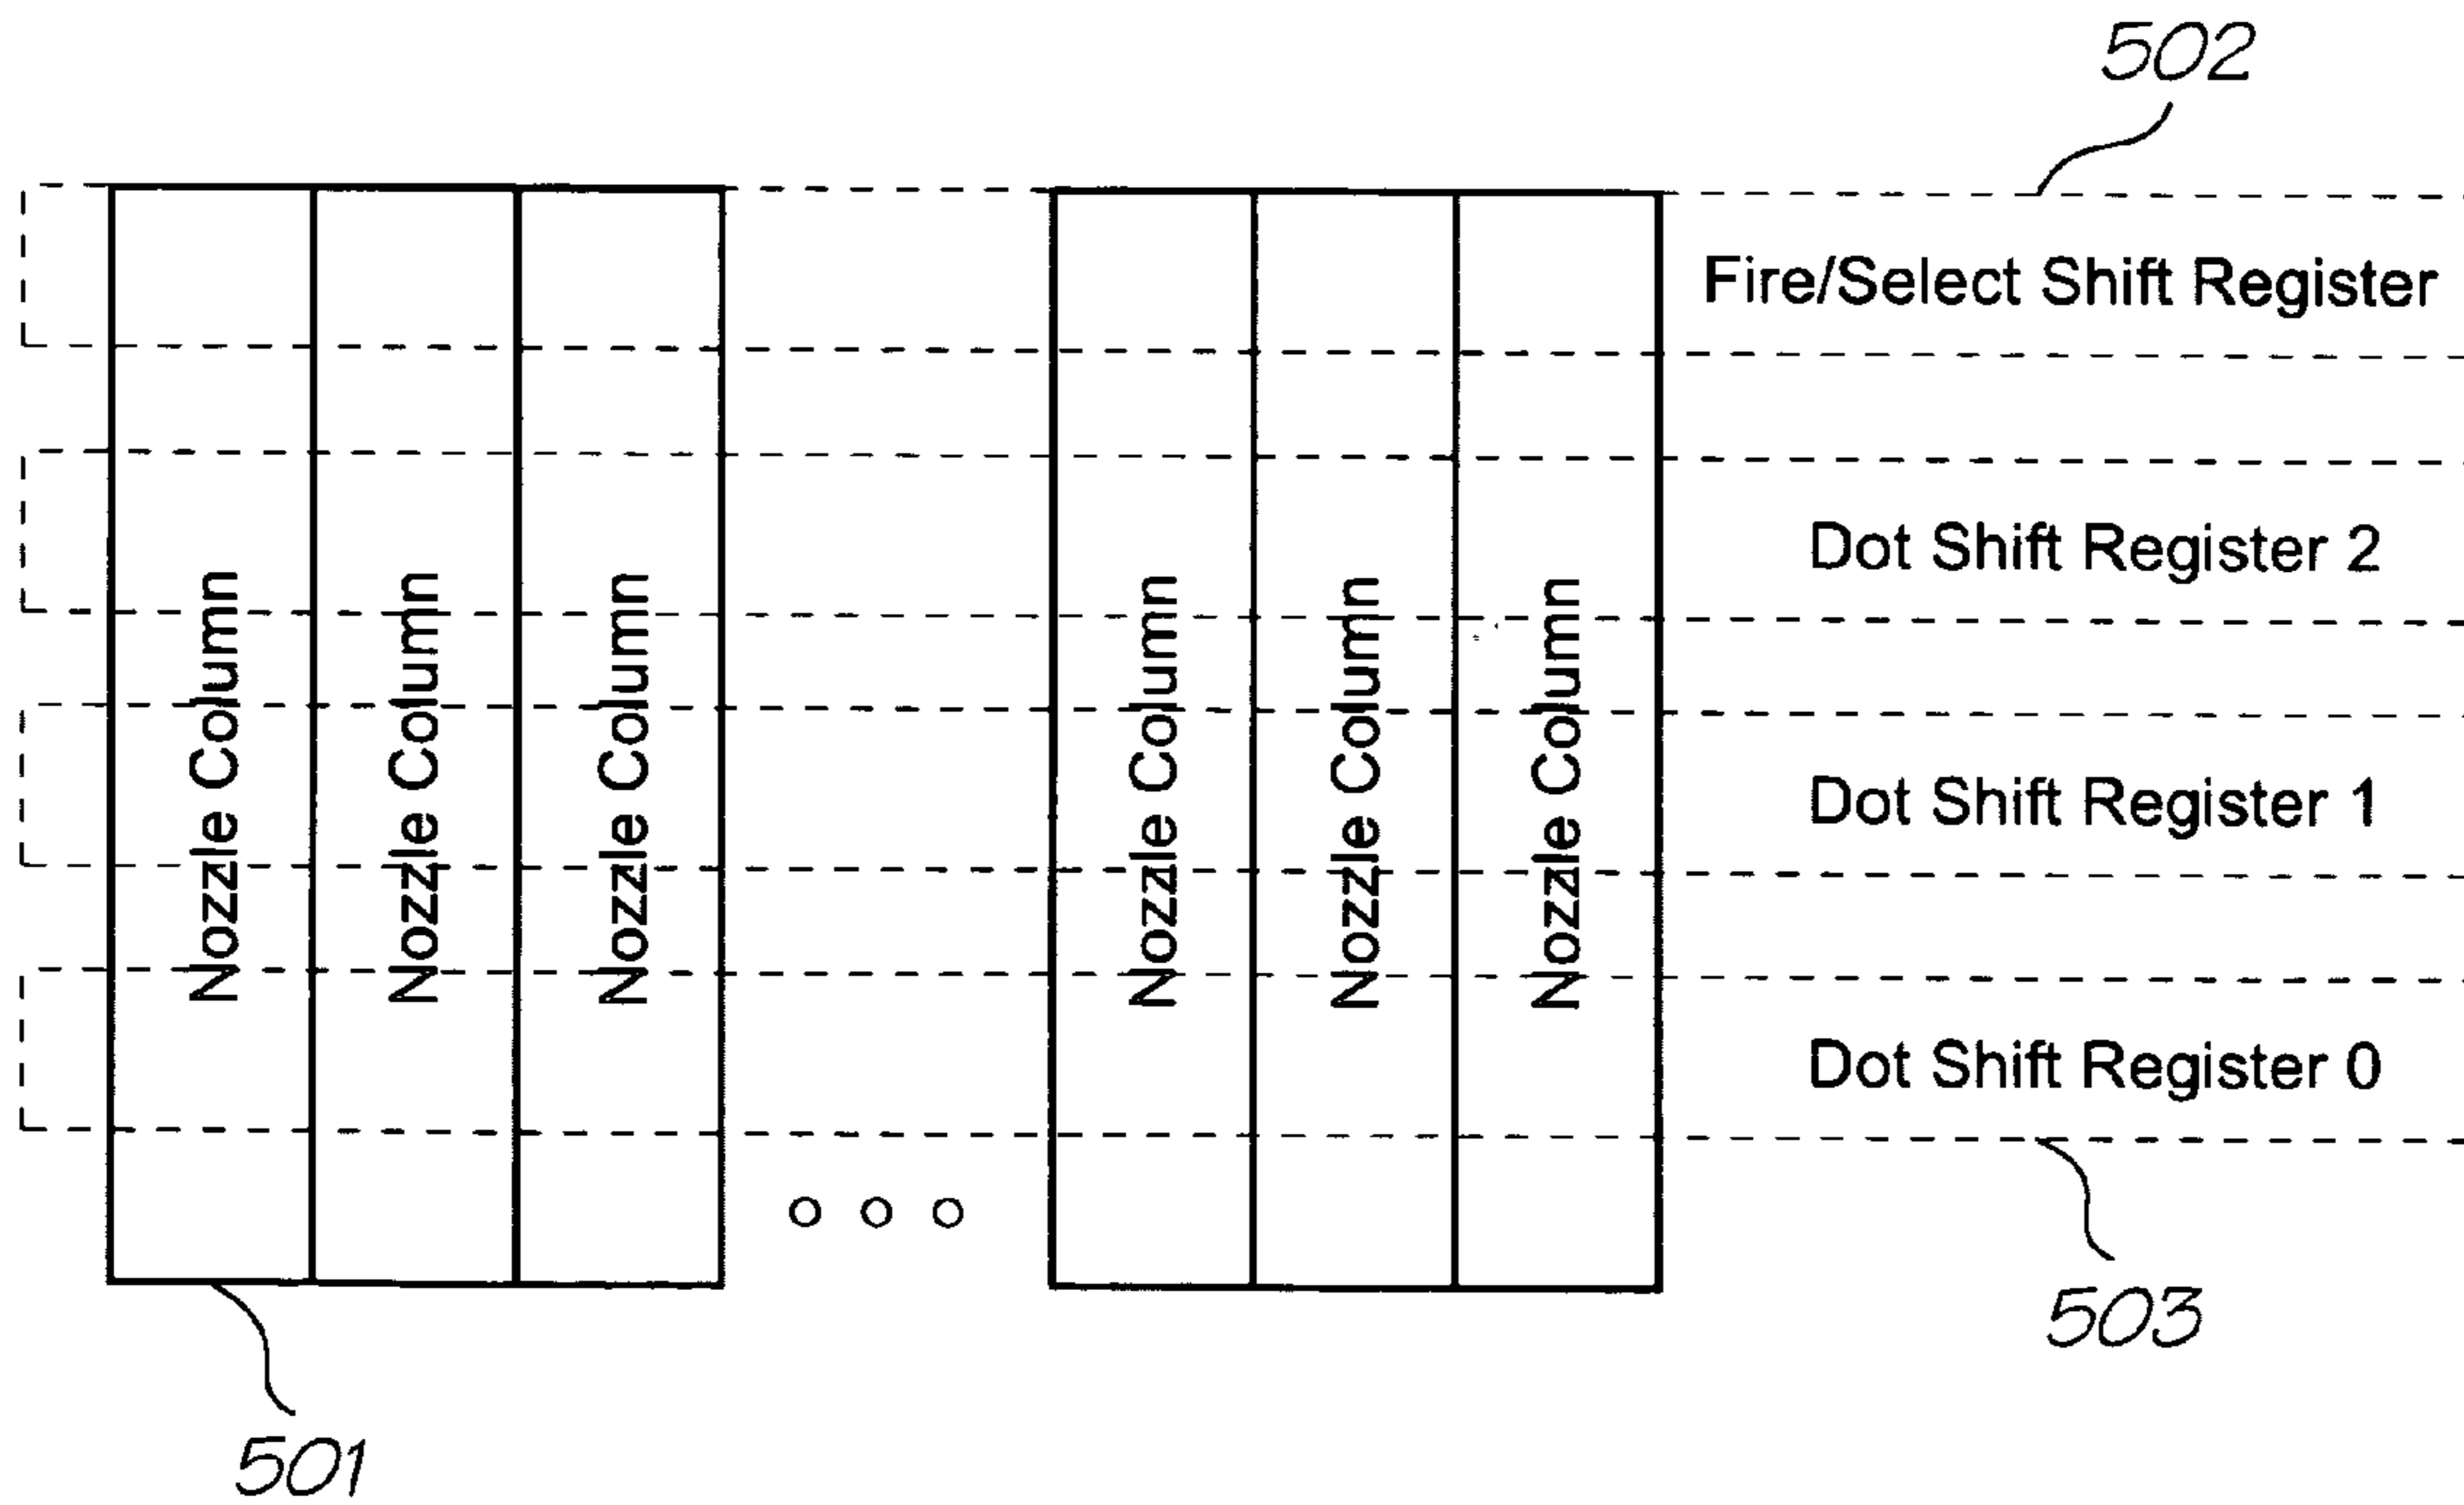 502
Fire/Select Shift Register
Dot Shift Register 2
Dot Shift Register 1
Dot Shift Register 0
Nozzle Column
Nozzle Column
Nozzle Column
Nozzle Column
Nozzle Column
Nozzle Column
503
501